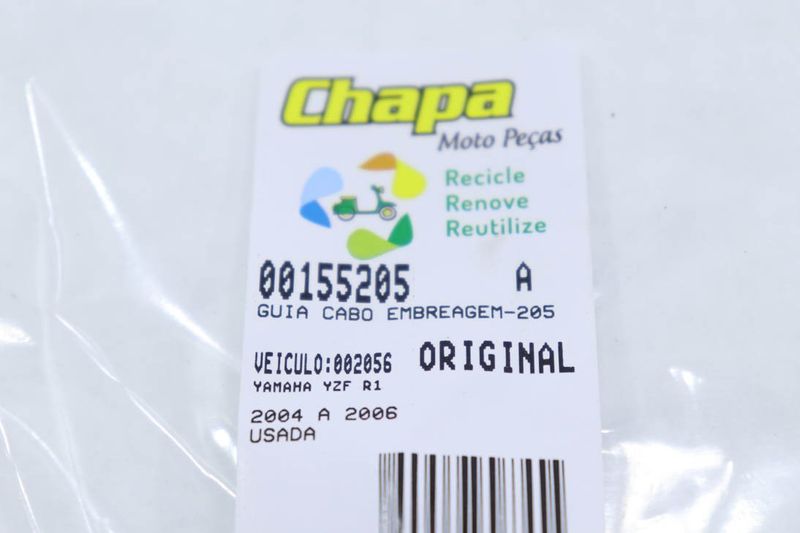 Chapa
Moto Peças
Recicle
Renove
Reutilize
00155205 A
GUIA CABO EMBREAGEM-205
VEICULO:002056 ORIGINAL
YAMAHA YZF R1
2004 A 2006
USADA